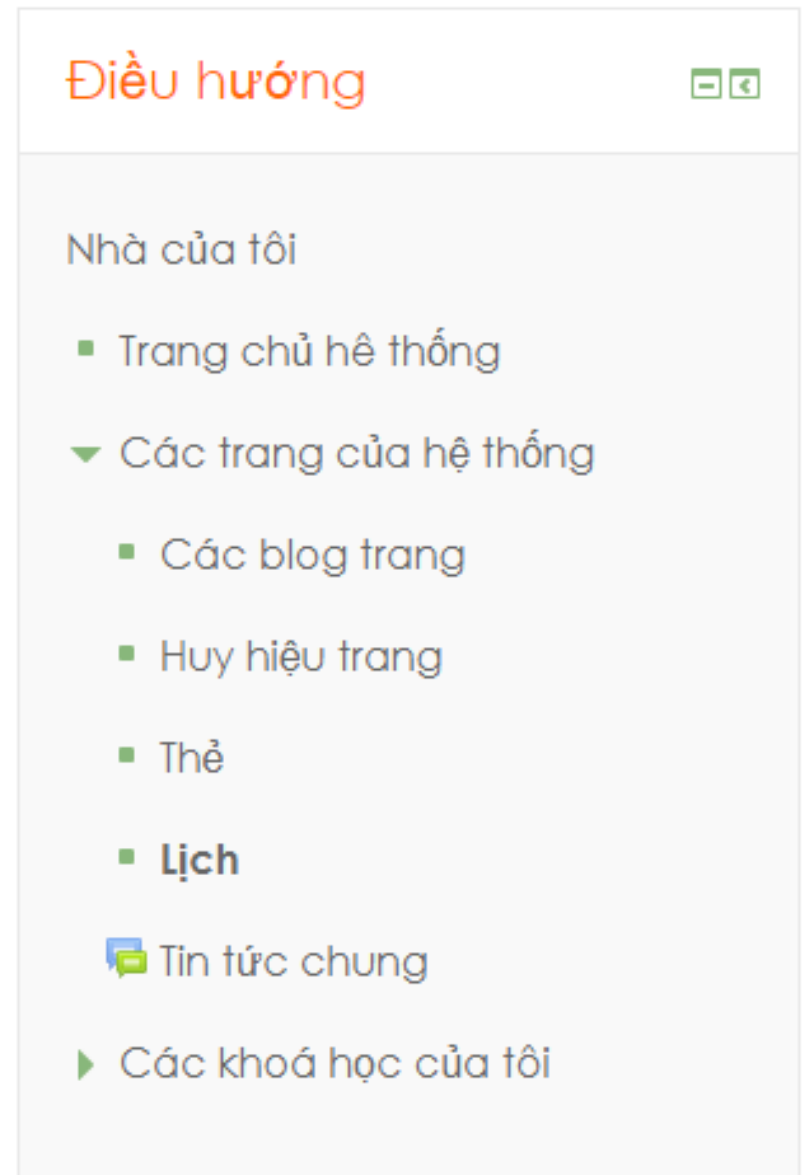 Điều hướng
Nhà của tôi
Trang chủ hê thống
Các trang của hệ thống
Các blog trang
Huy hiệu trang
Thẻ
Lịch
Tin tức chung
Các khoá học của tôi